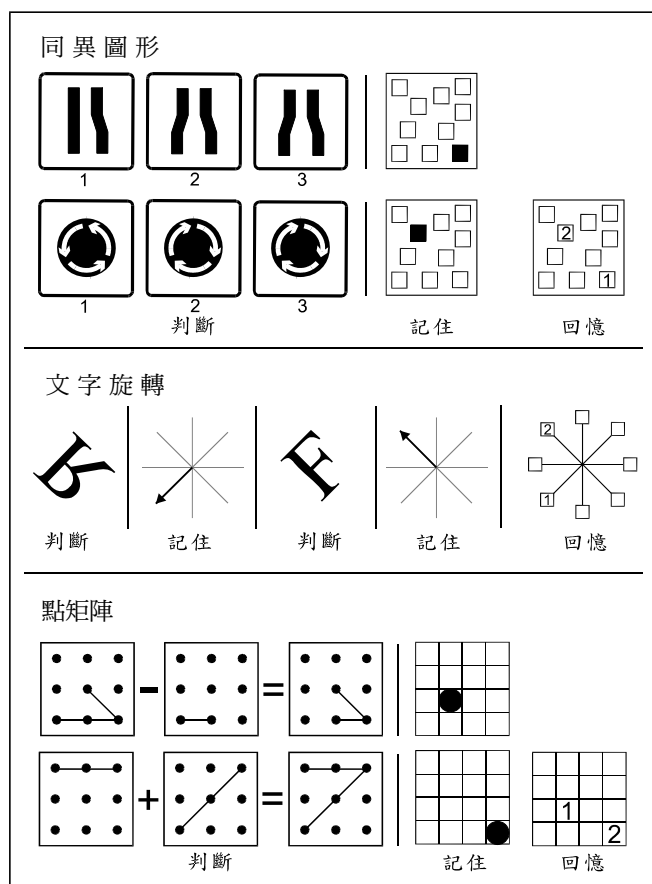 同異圖形
1 2 3
2
1
1 2 3
判斷 記住 回憶
文字旋轉
R F
2
1
判斷 記住 判斷 記住 回憶
點矩陣
- =
+ =
1
2
判斷 記住 回憶